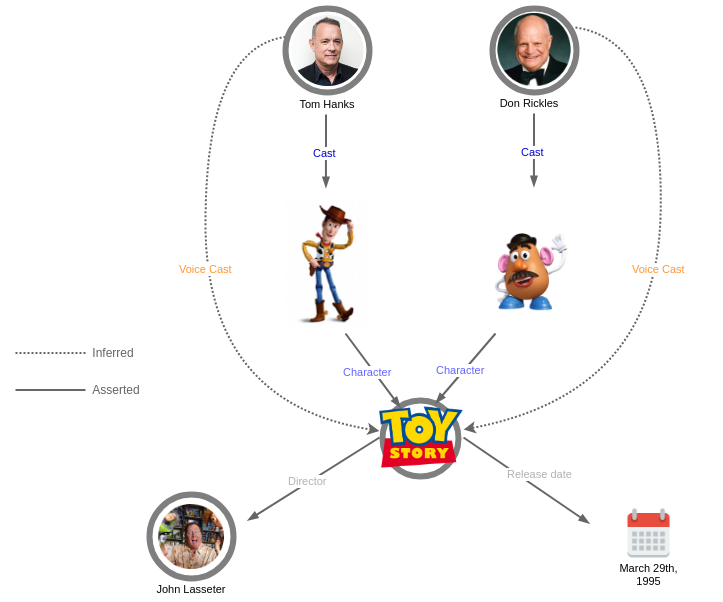 Tom Hanks
Don Rickles
Cast
Cast
Voice Cast
Voice Cast
Inferred
Character
Character
Asserted
TOY
STORY
Director
Release date
John Lasseter
March 29th,
1995